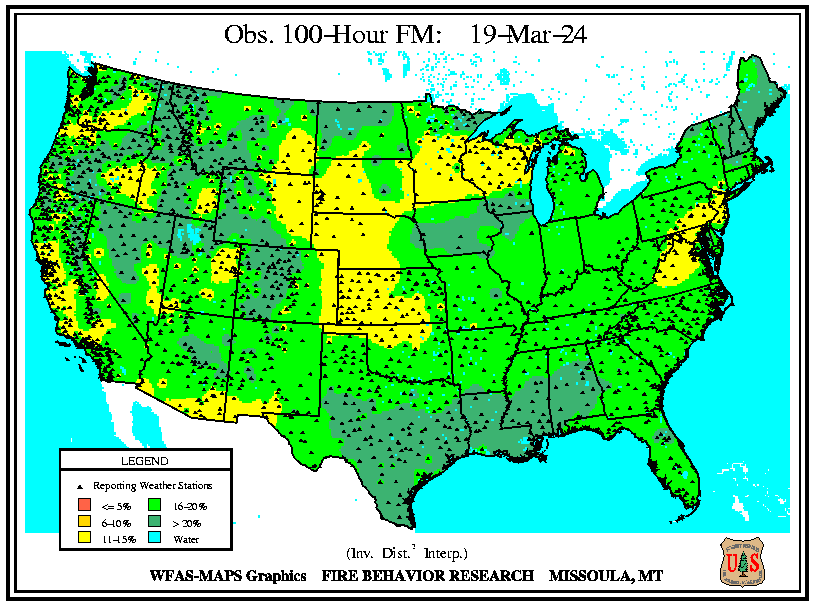 Obs. 100-Hour FM: 19-Mar-24
LEGEND
Reporting Weather Stations
<= 5%
16-20%
6-10%
> 20%
11-15%
Water
(Inv. Dist.² Interp.)
WFAS-MAPS Graphics FIRE BEHAVIOR RESEARCH MISSOULA, MT
U S